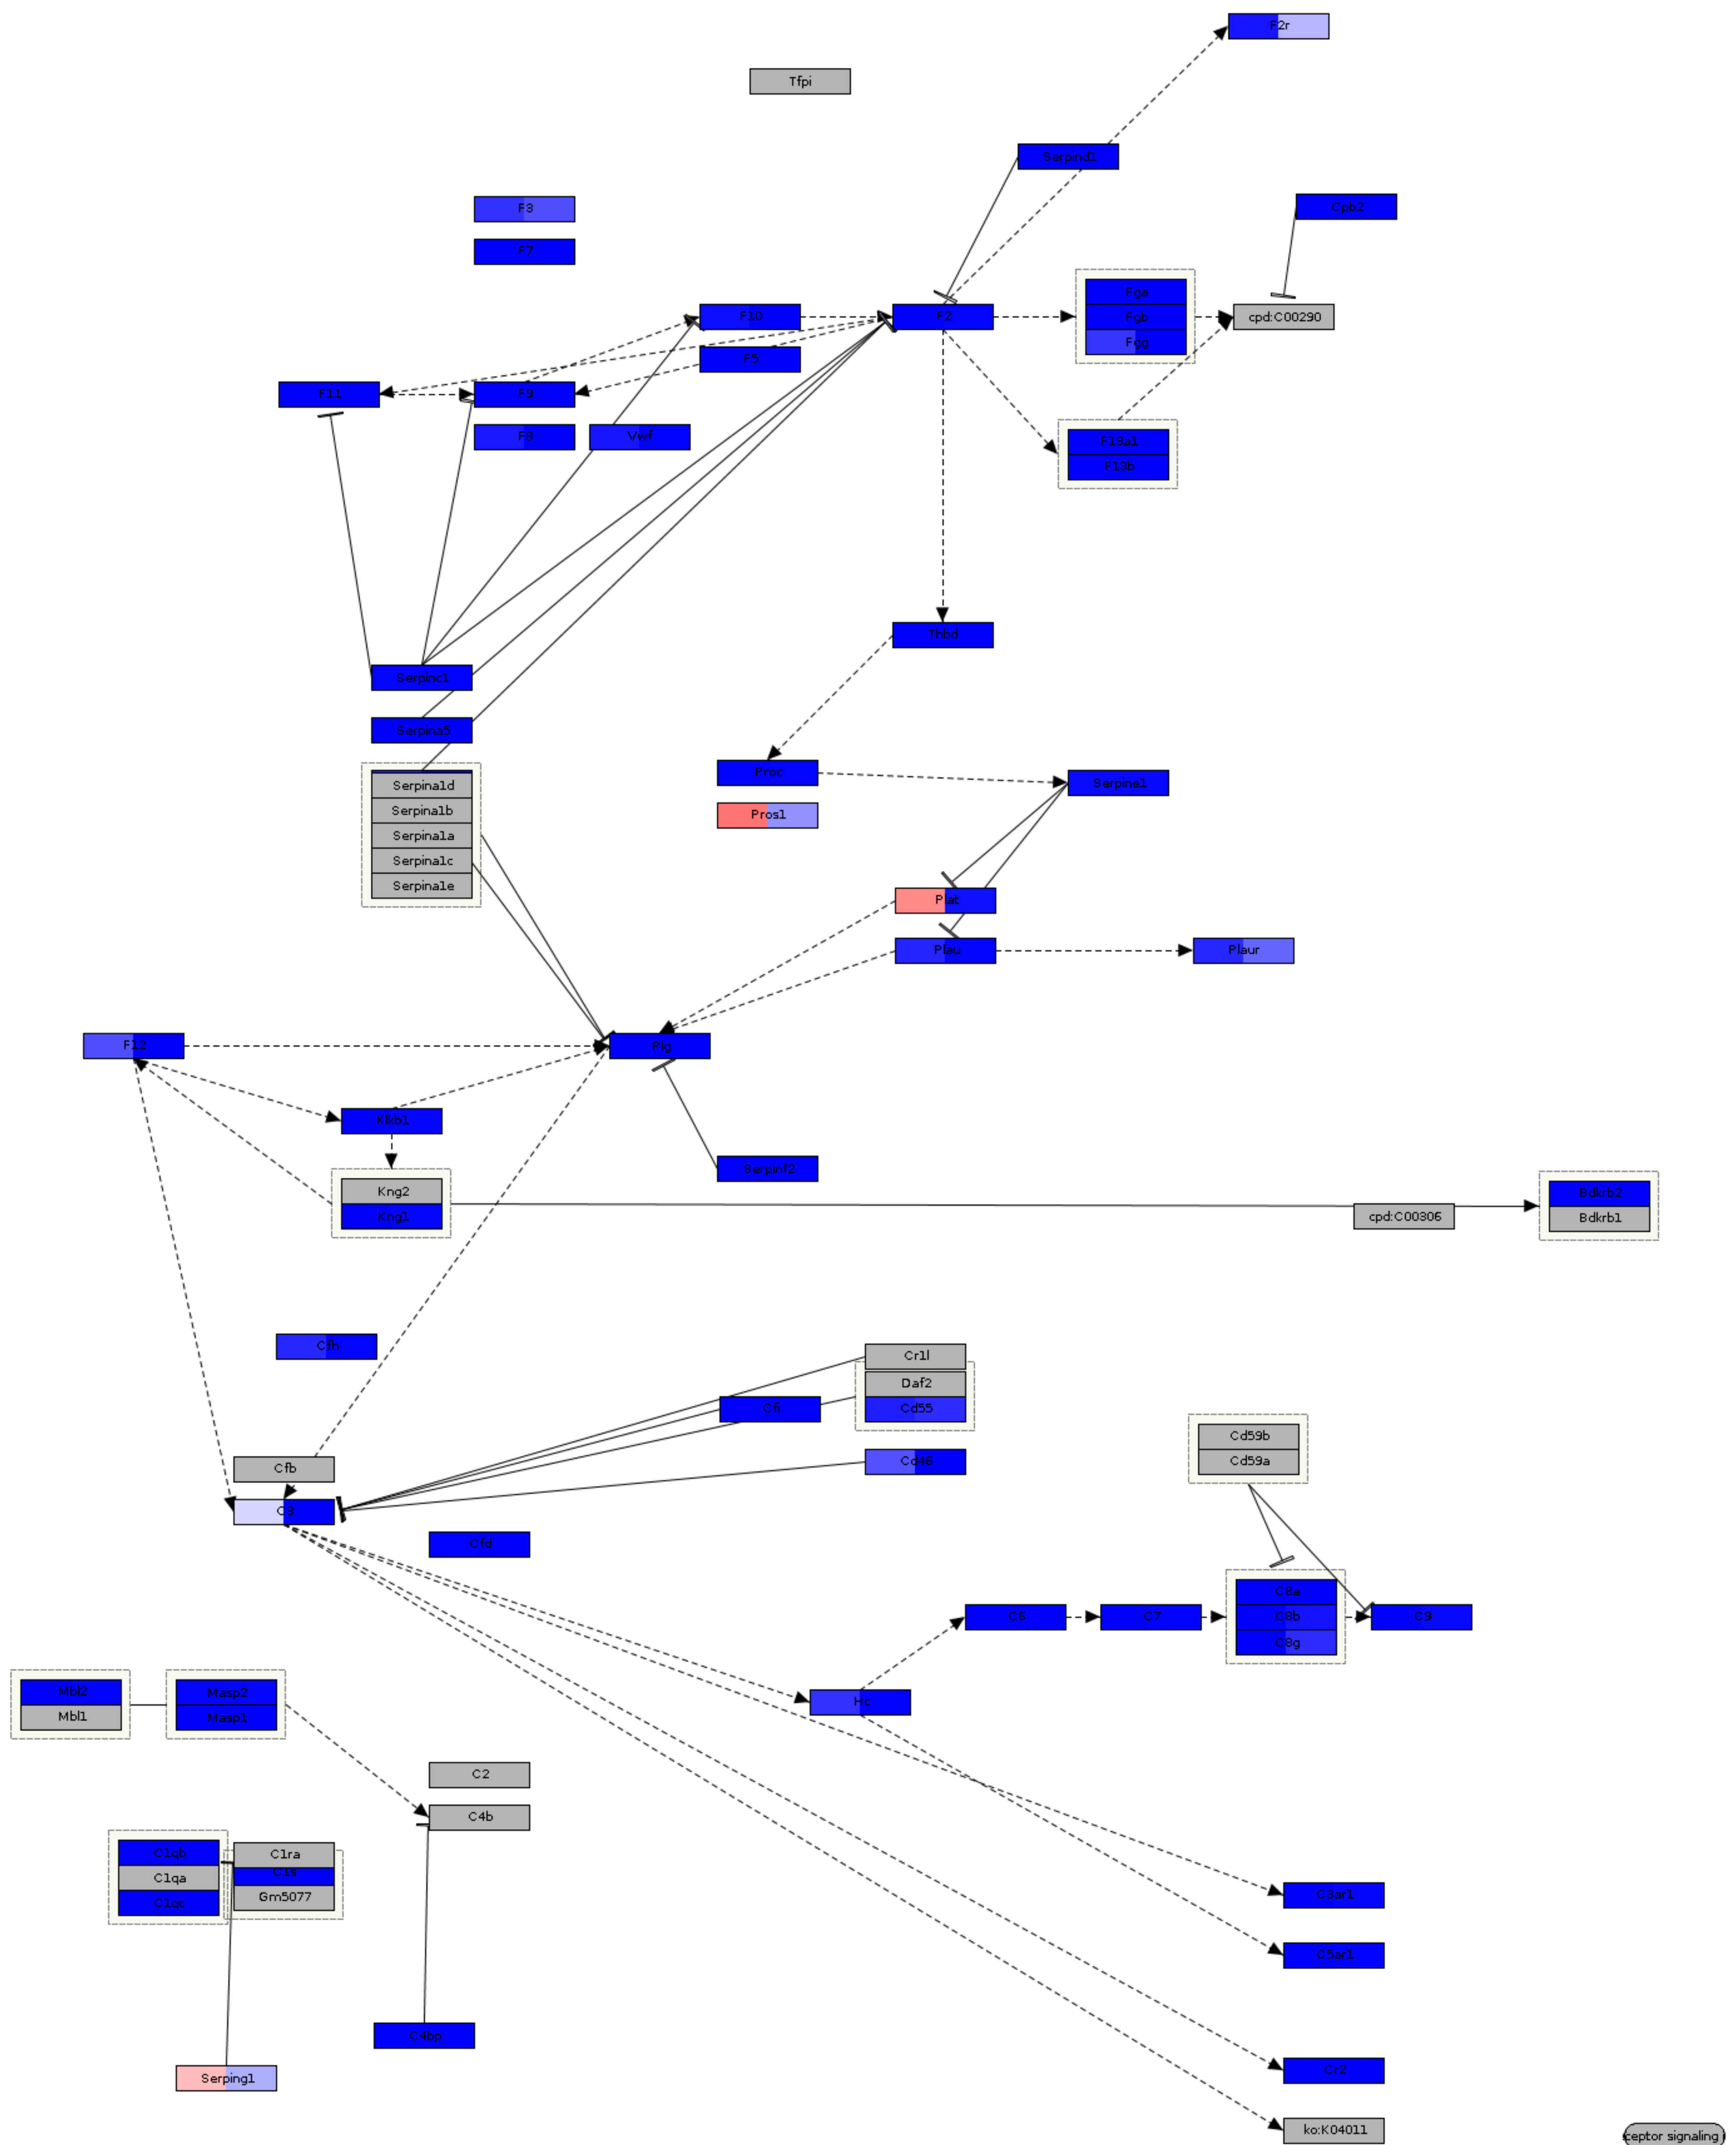 F2r
Tfpi
Serpind1
Cpb2
F3
F7
Fga
F10
F2
Fgb
cpd:C00290
Fgg
F5
F11
F9
F8
Vwf
F13a1
F13b
Thbd
Serpinc1
Serpina5
Proc
Serpine1
Serpina1d
Serpina1b
Pros1
Serpina1a
Serpina1c
Serpina1e
Plat
Plau
Plaur
F12
Plg
Klkb1
Serpinf2
Kng2
Kng1
Bdkrb2
cpd:C00306
Bdkrb1
Cfh
Cr1l
Daf2
Cfi
Cd55
Cd59b
Cd46
Cd59a
Cfb
C3
Cfd
C8a
C6
C7
C8b
C9
C8g
Mbl2
Masp2
Hc
Mbl1
Masp1
C2
C4b
C1qb
C1ra
C1qa
Gm5077
C1qc
C3ar1
C5ar1
C4bp
Serping1
Cr2
ko:K04011
ceptor signaling